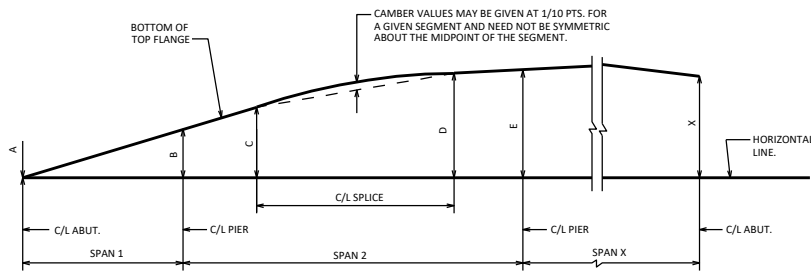 CAMBER VALUES MAY BE GIVEN AT 1/10 PTS. FOR
A GIVEN SEGMENT AND NEED NOT BE SYMMETRIC
ABOUT THE MIDPOINT OF THE SEGMENT.
BOTTOM OF
TOP FLANGE
A
B
C
D
E
X
HORIZONTAL
LINE.
C/L SPLICE
C/L ABUT.
C/L PIER
C/L PIER
C/L ABUT.
SPAN 1
SPAN 2
SPAN X